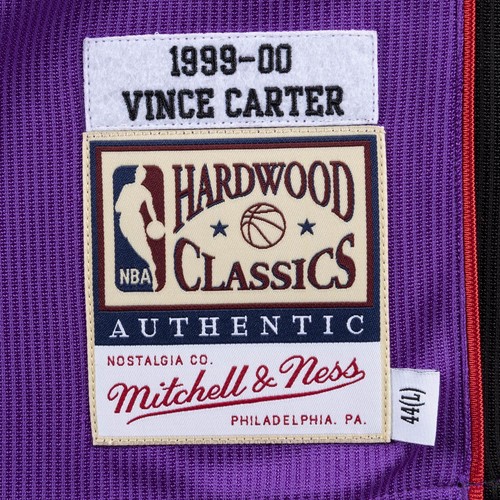 1999-00
VINCE CARTER
HARDWOOD
CLASSICS
NBA
AUTHENTIC
NOSTALGIA CO.
Mitchell & Ness
PHILADELPHIA, PA.
44(L)